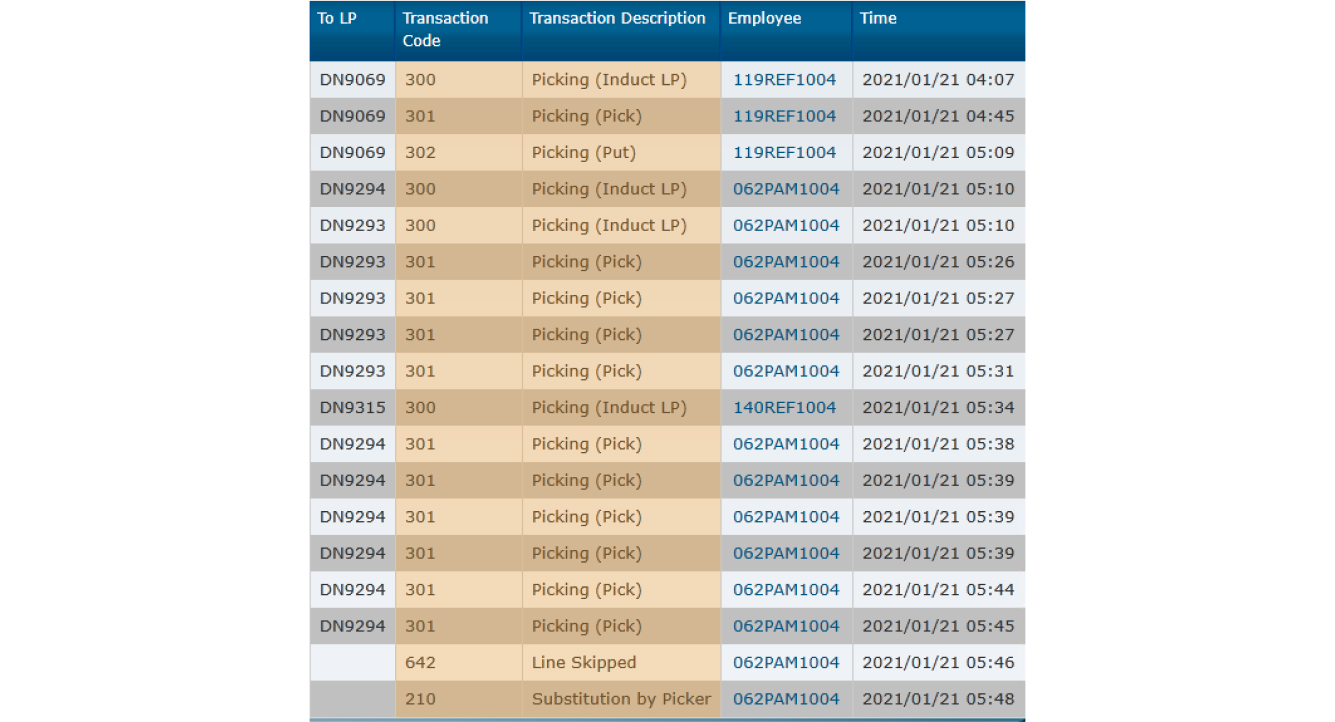 To LP Transaction Code Transaction Description Employee Time
DN9069 300 Picking (Induct LP) 119REF1004 2021/01/21 04:07
DN9069 301 Picking (Pick) 119REF1004 2021/01/21 04:45
DN9069 302 Picking (Put) 119REF1004 2021/01/21 05:09
DN9294 300 Picking (Induct LP) 062PAM1004 2021/01/21 05:10
DN9293 300 Picking (Induct LP) 062PAM1004 2021/01/21 05:10
DN9293 301 Picking (Pick) 062PAM1004 2021/01/21 05:26
DN9293 301 Picking (Pick) 062PAM1004 2021/01/21 05:27
DN9293 301 Picking (Pick) 062PAM1004 2021/01/21 05:27
DN9293 301 Picking (Pick) 062PAM1004 2021/01/21 05:31
DN9315 300 Picking (Induct LP) 140REF1004 2021/01/21 05:34
DN9294 301 Picking (Pick) 062PAM1004 2021/01/21 05:38
DN9294 301 Picking (Pick) 062PAM1004 2021/01/21 05:39
DN9294 301 Picking (Pick) 062PAM1004 2021/01/21 05:39
DN9294 301 Picking (Pick) 062PAM1004 2021/01/21 05:39
DN9294 301 Picking (Pick) 062PAM1004 2021/01/21 05:44
DN9294 301 Picking (Pick) 062PAM1004 2021/01/21 05:45
642 Line Skipped 062PAM1004 2021/01/21 05:46
210 Substitution by Picker 062PAM1004 2021/01/21 05:48